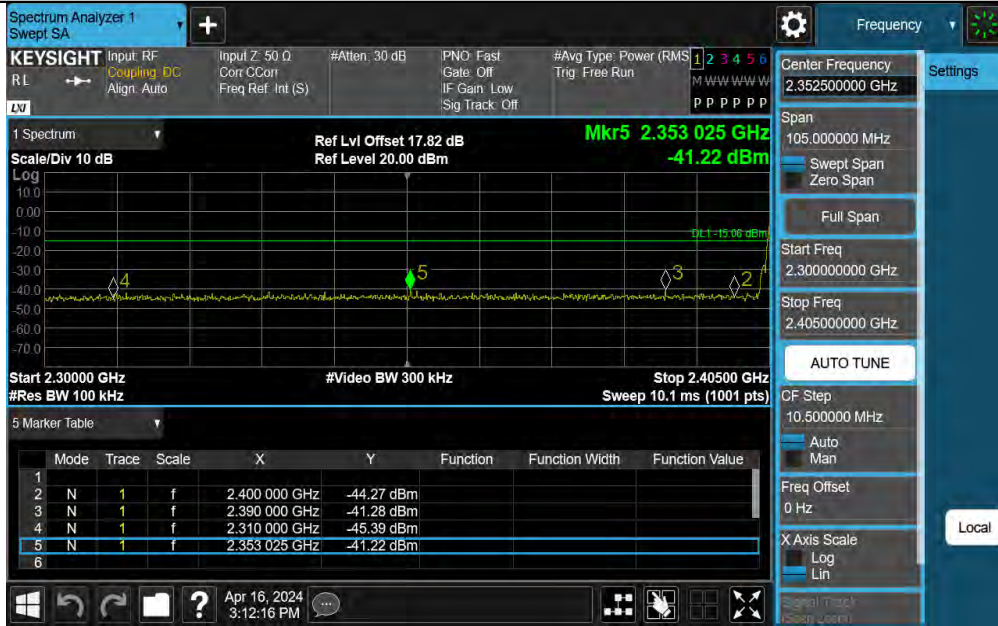 Spectrum Analyzer 1
Swept SA
Frequency
KEYSIGHT
RL
LXI
Input: RF
Coupling: DC
Align: Auto
Input Z: 50 Ω
Corr CCorr
Freq Ref: Int (S)
#Atten: 30 dB
PNO: Fast
Gate: Off
IF Gain: Low
Sig Track: Off
#Avg Type: Power (RMS
Trig: Free Run
1 2 3 4 5 6
M W W W W W
P P P P P P
1 Spectrum
Scale/Div 10 dB
Ref Lvl Offset 17.82 dB
Ref Level 20.00 dBm
Mkr5 2.353 025 GHz
-41.22 dBm
Log
10.0
0.00
-10.0
-20.0
-30.0
-40.0
-50.0
-60.0
-70.0
DL1 -15.06 dBm
4
5
3
2
Start 2.30000 GHz
#Video BW 300 kHz
Stop 2.40500 GHz
#Res BW 100 kHz
Sweep 10.1 ms (1001 pts)
5 Marker Table
Mode Trace Scale X Y Function Function Width Function Value
1
2 N 1 f 2.400 000 GHz -44.27 dBm
3 N 1 f 2.390 000 GHz -41.28 dBm
4 N 1 f 2.310 000 GHz -45.39 dBm
5 N 1 f 2.353 025 GHz -41.22 dBm
6
Apr 16, 2024
3:12:16 PM
Center Frequency
2.352500000 GHz
Settings
Span
105.000000 MHz
Swept Span
Zero Span
Full Span
Start Freq
2.300000000 GHz
Stop Freq
2.405000000 GHz
AUTO TUNE
CF Step
10.500000 MHz
Auto
Man
Freq Offset
0 Hz
Local
X Axis Scale
Log
Lin
Signal Track
(Span Zoom)